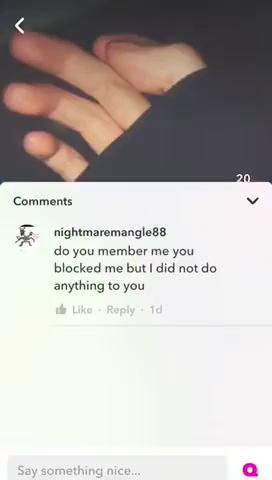 20
Comments
nightmaremangle88
do you member me you
blocked me but I did not do
anything to you
Like · Reply · 1d
Say something nice...